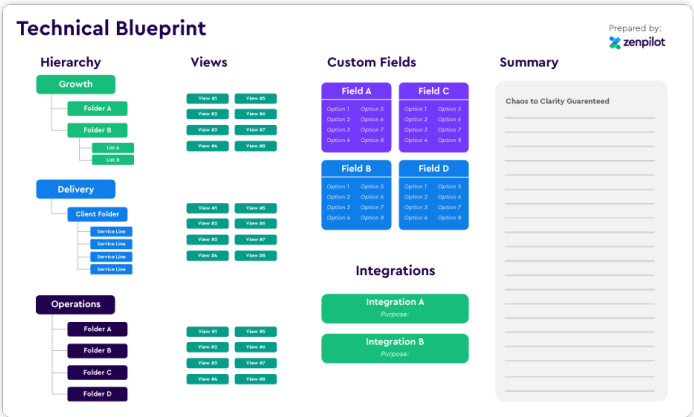 Technical Blueprint
Prepared by:
zenpilot
Hierarchy
Growth
Folder A
Folder B
List A
List B
Delivery
Client Folder
Service Line
Service Line
Service Line
Service Line
Operations
Folder A
Folder B
Folder C
Folder D
Views
View #1 View #5
View #2 View #6
View #3 View #7
View #4 View #8
View #1 View #5
View #2 View #6
View #3 View #7
View #4 View #8
View #1 View #5
View #2 View #6
View #3 View #7
View #4 View #8
Custom Fields
Field A
Option 1 Option 5
Option 2 Option 6
Option 3 Option 7
Option 4 Option 8
Field C
Option 1 Option 5
Option 2 Option 6
Option 3 Option 7
Option 4 Option 8
Field B
Option 1 Option 5
Option 2 Option 6
Option 3 Option 7
Option 4 Option 8
Field D
Option 1 Option 5
Option 2 Option 6
Option 3 Option 7
Option 4 Option 8
Integrations
Integration A
Purpose:
Integration B
Purpose:
Summary
Chaos to Clarity Guarenteed